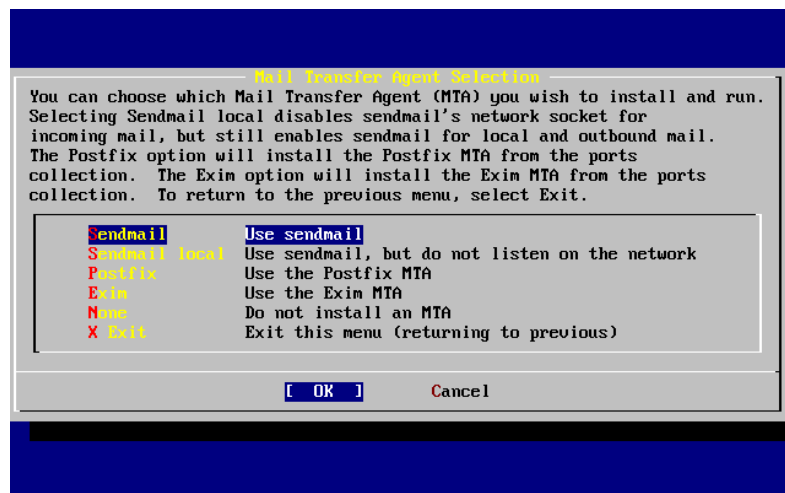 Mail Transfer Agent Selection
You can choose which Mail Transfer Agent (MTA) you wish to install and run.
Selecting Sendmail local disables sendmail's network socket for
incoming mail, but still enables sendmail for local and outbound mail.
The Postfix option will install the Postfix MTA from the ports
collection.  The Exim option will install the Exim MTA from the ports
collection.  To return to the previous menu, select Exit.
Sendmail Use sendmail
Sendmail local Use sendmail, but do not listen on the network
Postfix Use the Postfix MTA
Exim Use the Exim MTA
None Do not install an MTA
X Exit Exit this menu (returning to previous)
[ OK ] Cancel